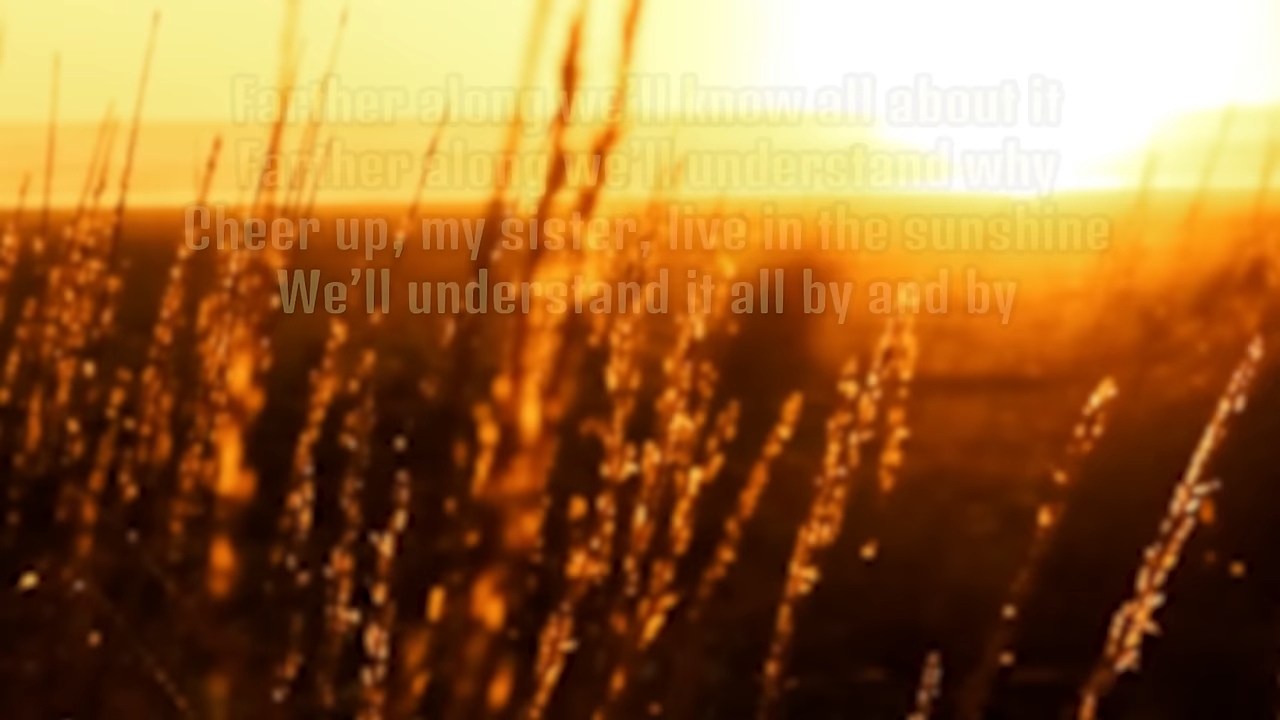 Farther along we'll know all about it
Farther along we'll understand why
Cheer up, my sister, live in the sunshine
We'll understand it all by and by